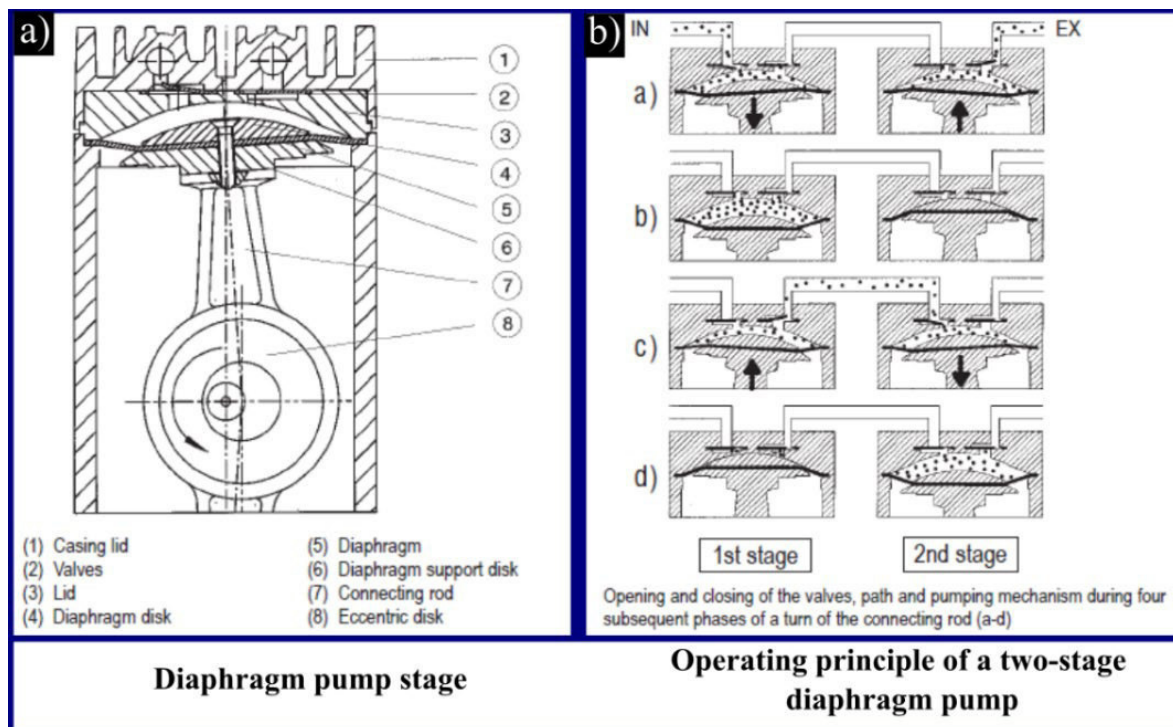 a)
1
2
3
4
5
6
7
8
(1) Casing lid
(2) Valves
(3) Lid
(4) Diaphragm disk
(5) Diaphragm
(6) Diaphragm support disk
(7) Connecting rod
(8) Eccentric disk
Diaphragm pump stage
b)
IN
EX
a)
b)
c)
d)
1st stage
2nd stage
Opening and closing of the valves, path and pumping mechanism during four
subsequent phases of a turn of the connecting rod (a-d)
Operating principle of a two-stage
diaphragm pump